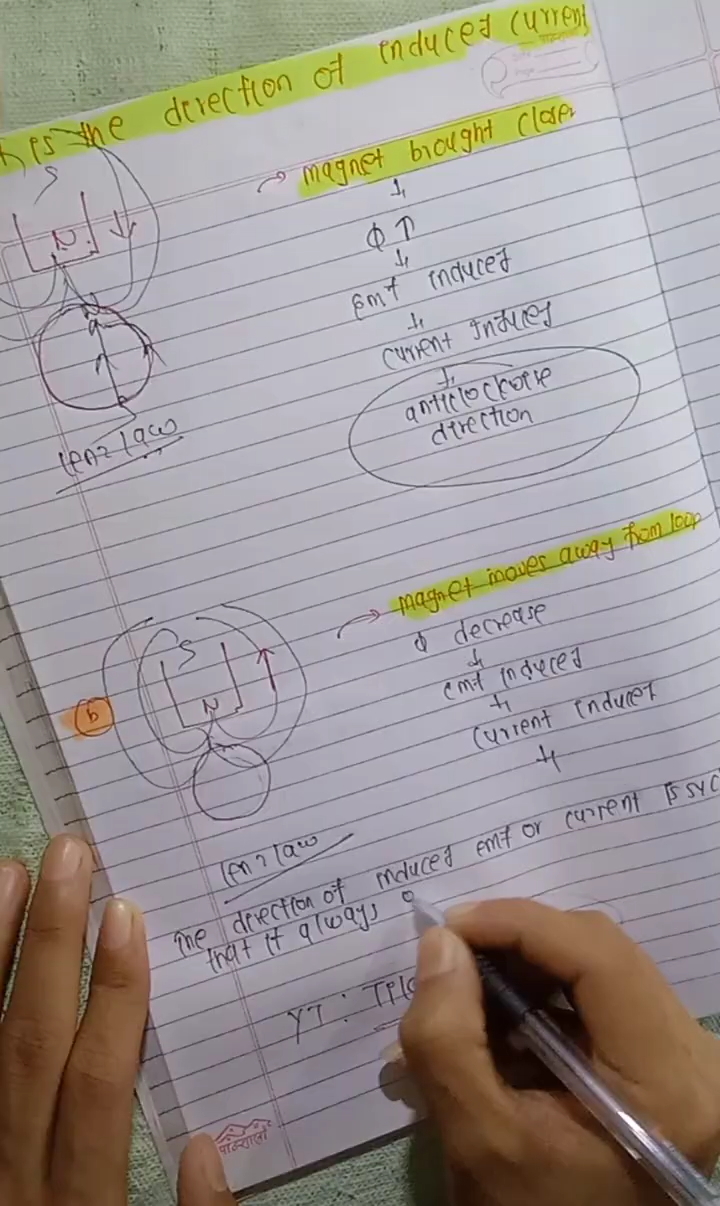 is the direction of induced current
magnet brought closer
S
N
Φ ↑
emf induced
current induced
anticlockwise
direction
lenz law
magnet moves away from loop
Φ decrease
emf induced
current induced
b
S
N
lenz law
The direction of induced emf or current is
that it always
YT :
पाठशाला